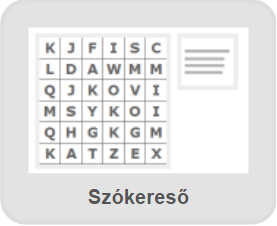 K J F I S C
L D A W M M
Q J K O V I
M S Y K O I
Q H G K G M
K A T Z E X
Szókereső